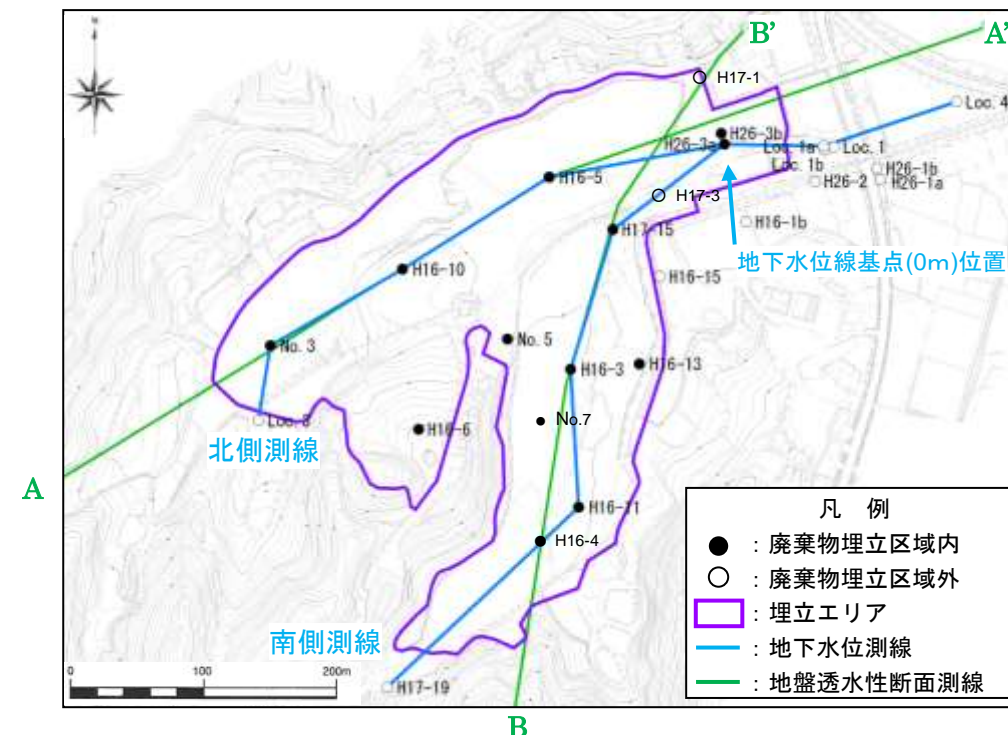 B'
A'
H17-1
Loc. 4
H26-3b
H26-3a
Loc. 1a
Loc. 1
Loc. 1b
H26-1b
H26-2
H26-1a
H16-5
H17-3
H16-1b
H17-15
地下水位線基点(0m)位置
H16-10
H16-15
No. 3
No. 5
H16-3
H16-13
Loc. 8
No.7
H16-6
北側測線
A
H16-11
H16-4
南側測線
H17-19
0
100
200m
凡 例
: 廃棄物埋立区域内
: 廃棄物埋立区域外
: 埋立エリア
: 地下水位測線
: 地盤透水性断面測線
B